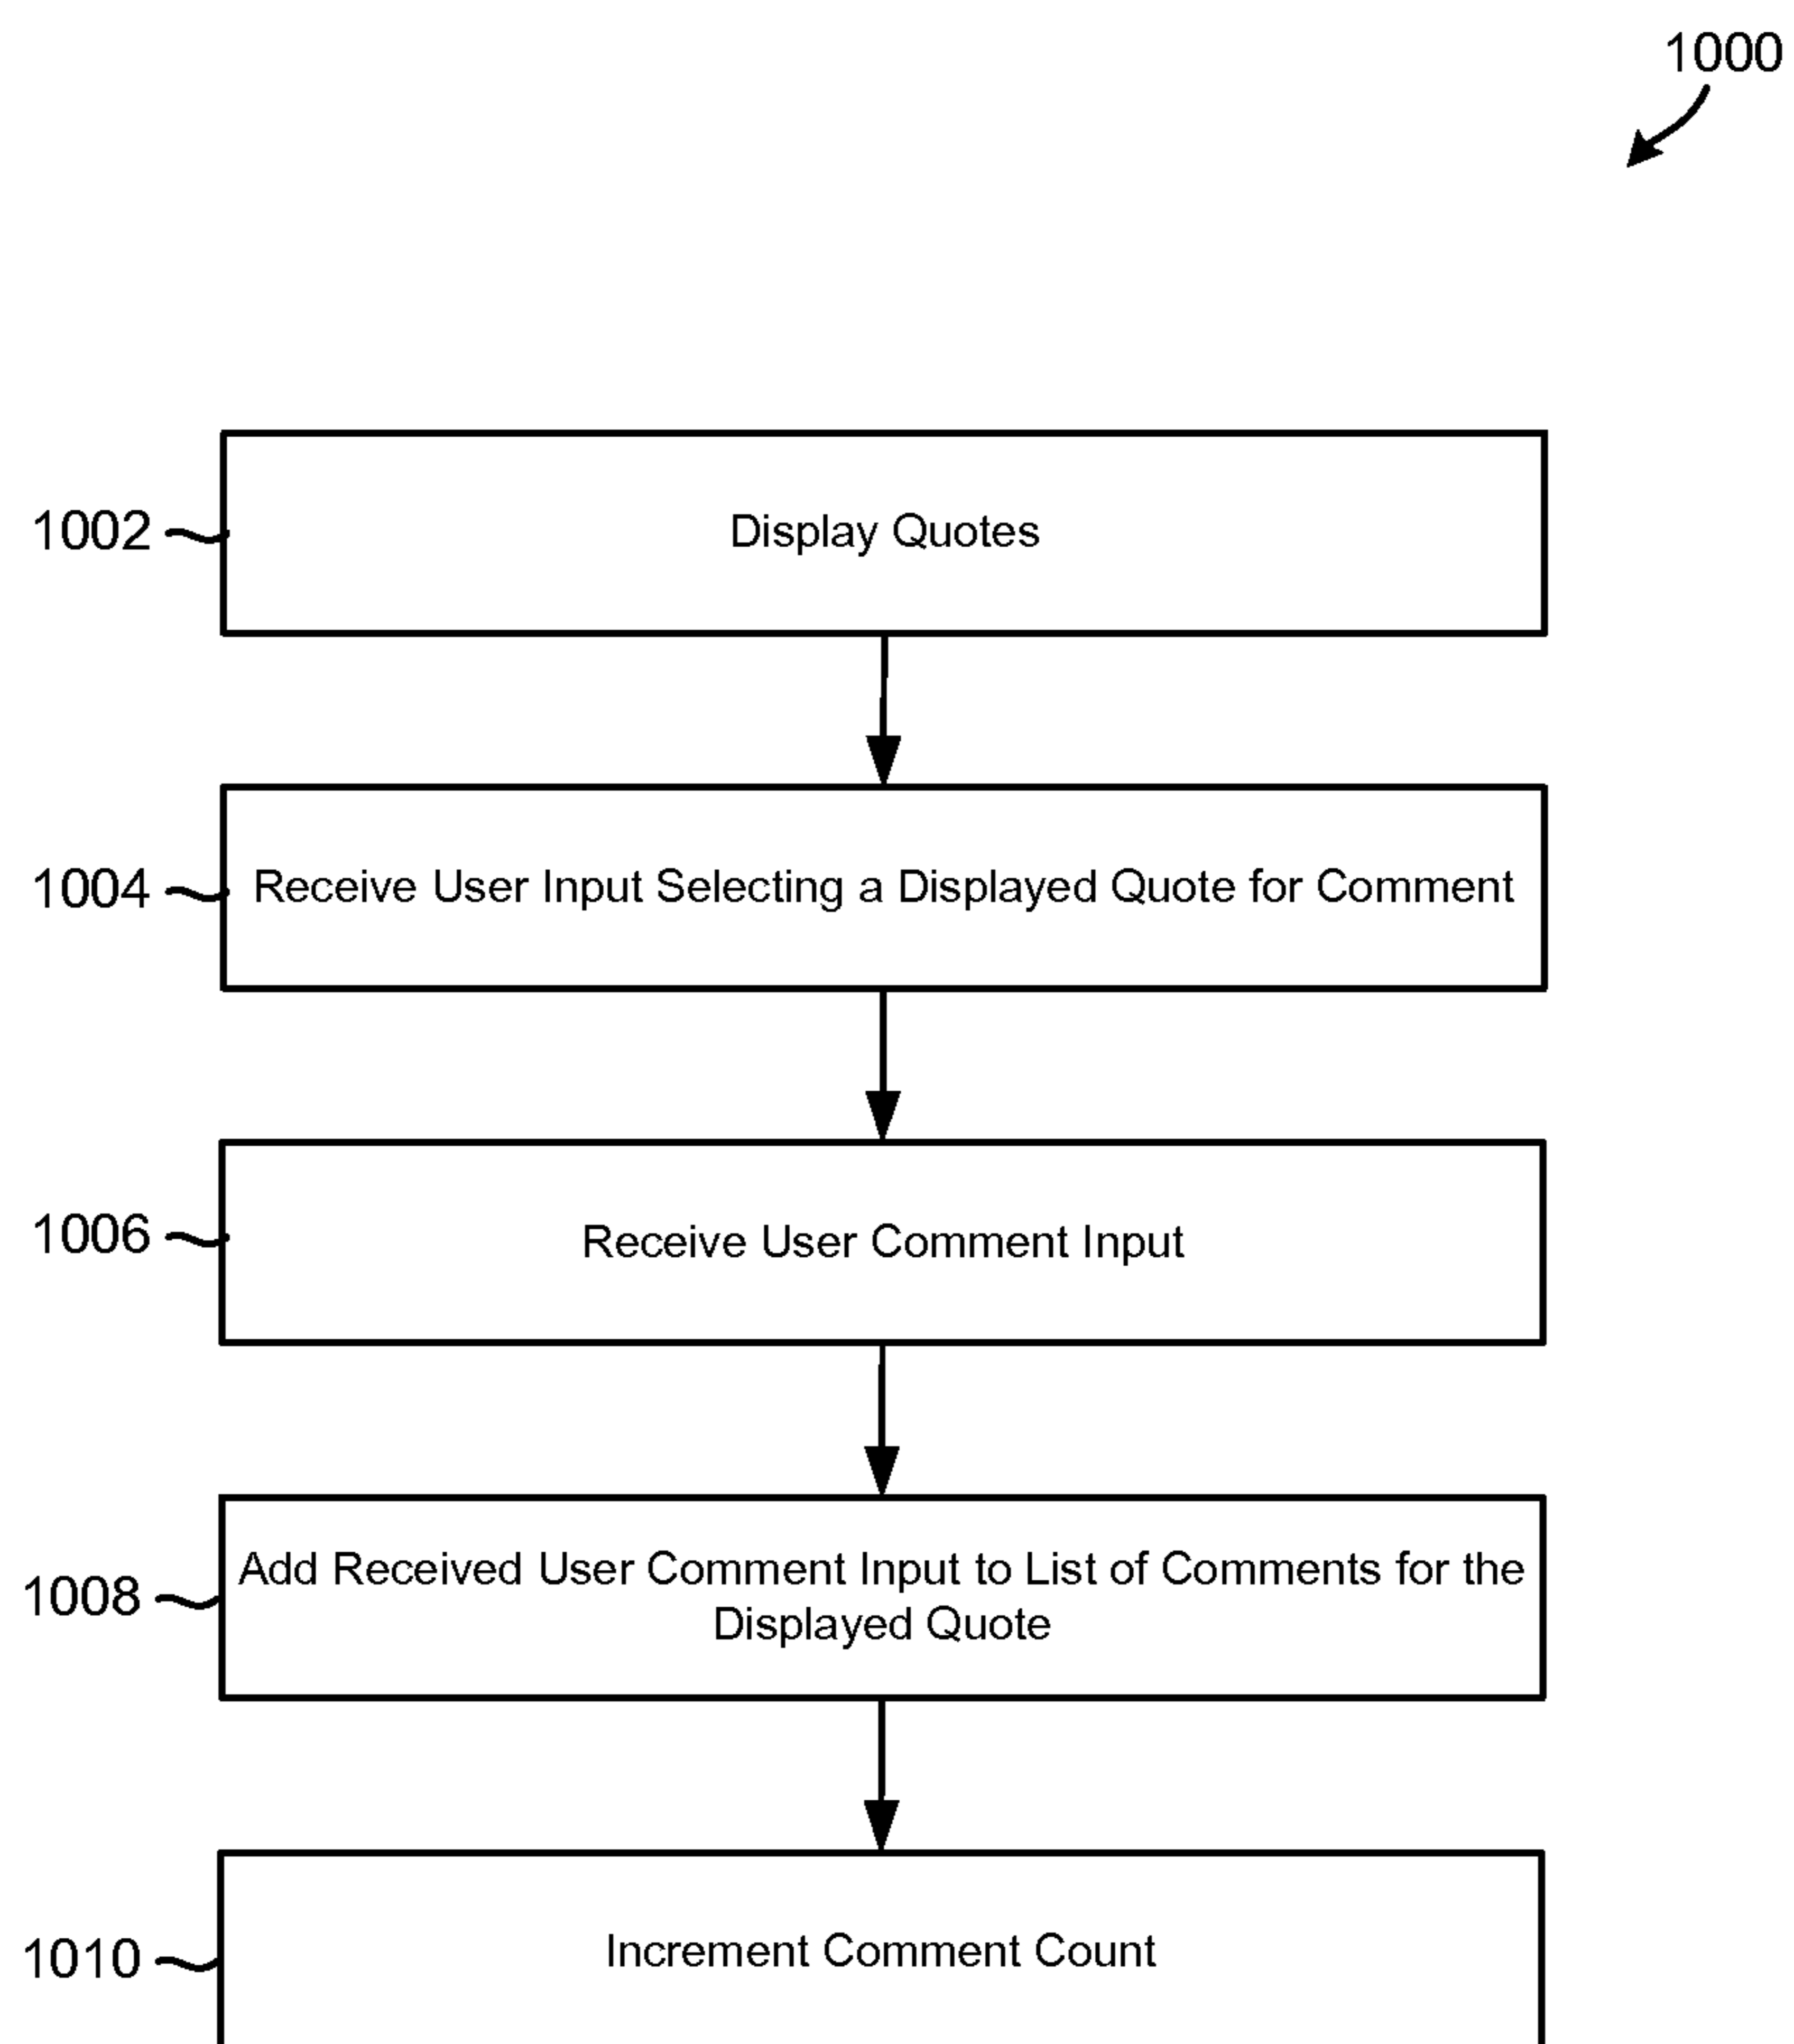 1000
1002
Display Quotes
1004
Receive User Input Selecting a Displayed Quote for Comment
1006
Receive User Comment Input
1008
Add Received User Comment Input to List of Comments for the
Displayed Quote
1010
Increment Comment Count